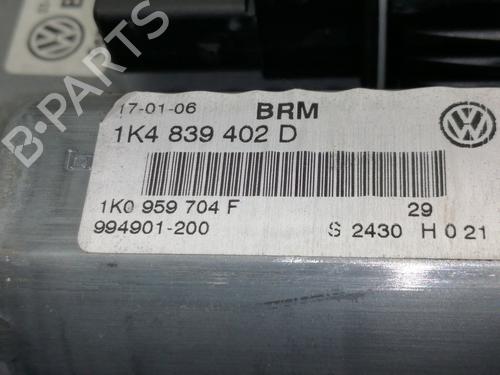 17-01-06 BRM
1K4 839 402 D
1K0 959 704 F 29
994901-200 S 2430 H 0 21
B-PARTS